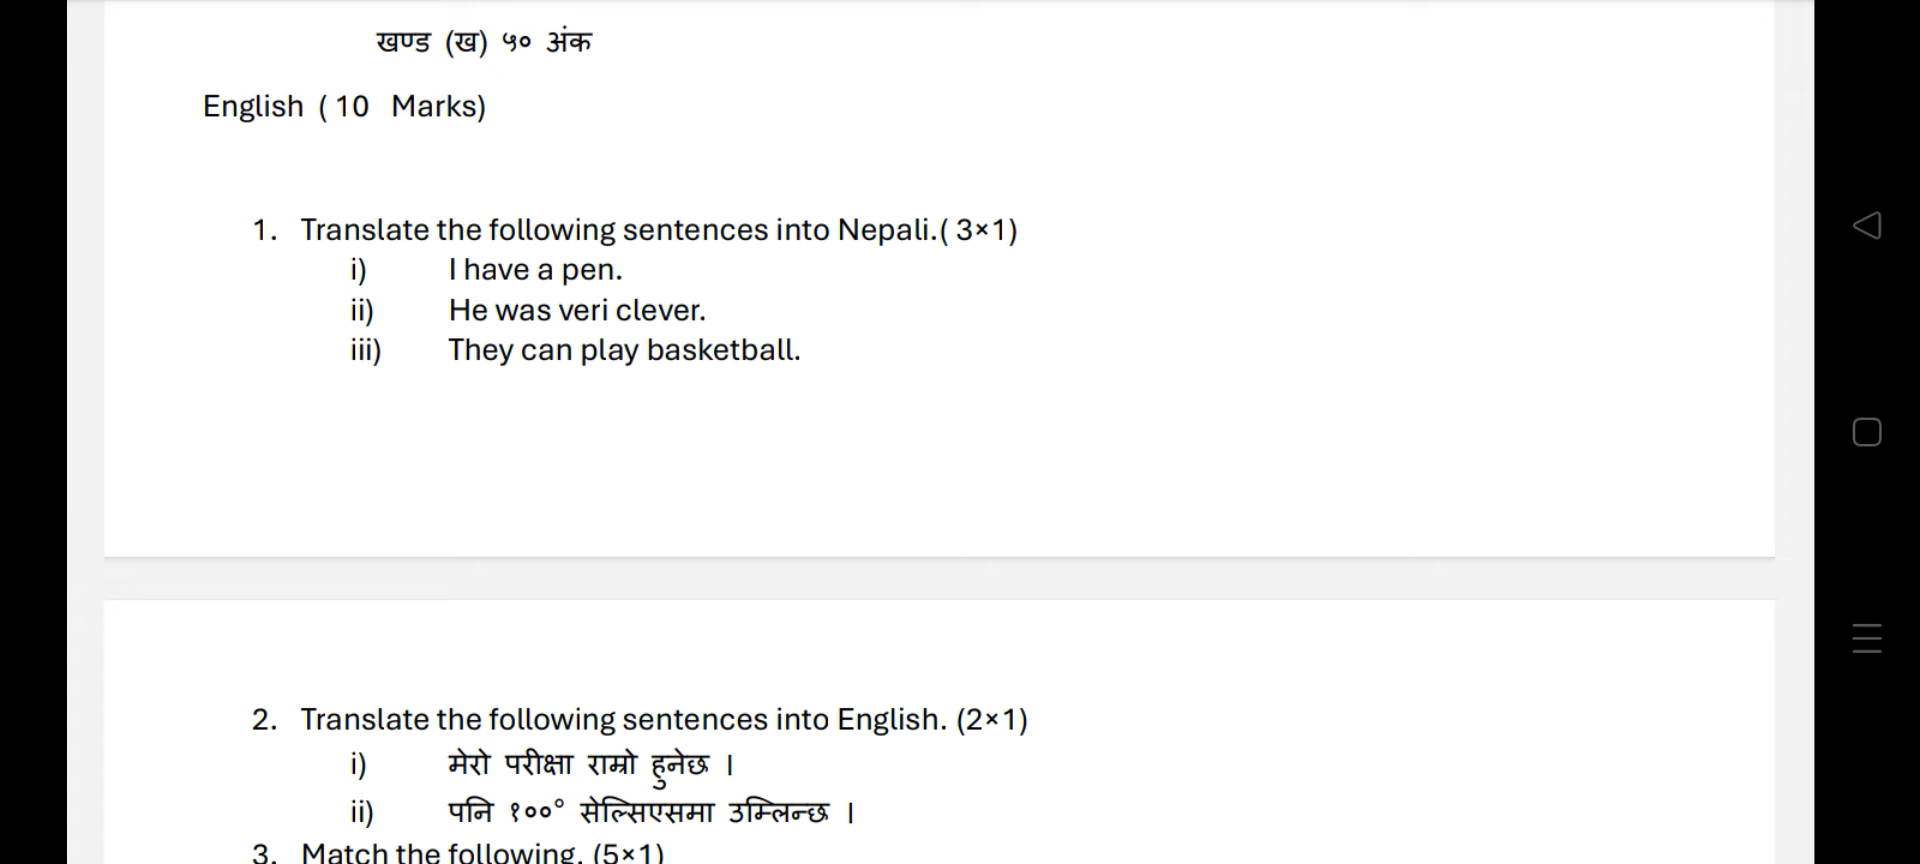 खण्ड (ख) ५० अंक
English ( 10 Marks)
1. Translate the following sentences into Nepali.( 3×1)
i) I have a pen.
ii) He was veri clever.
iii) They can play basketball.
2. Translate the following sentences into English. (2×1)
i) मेरो परीक्षा राम्रो हुनेछ ।
ii) पनि १००° सेल्सिएसमा उम्लिन्छ ।
3. Match the following. (5×1)